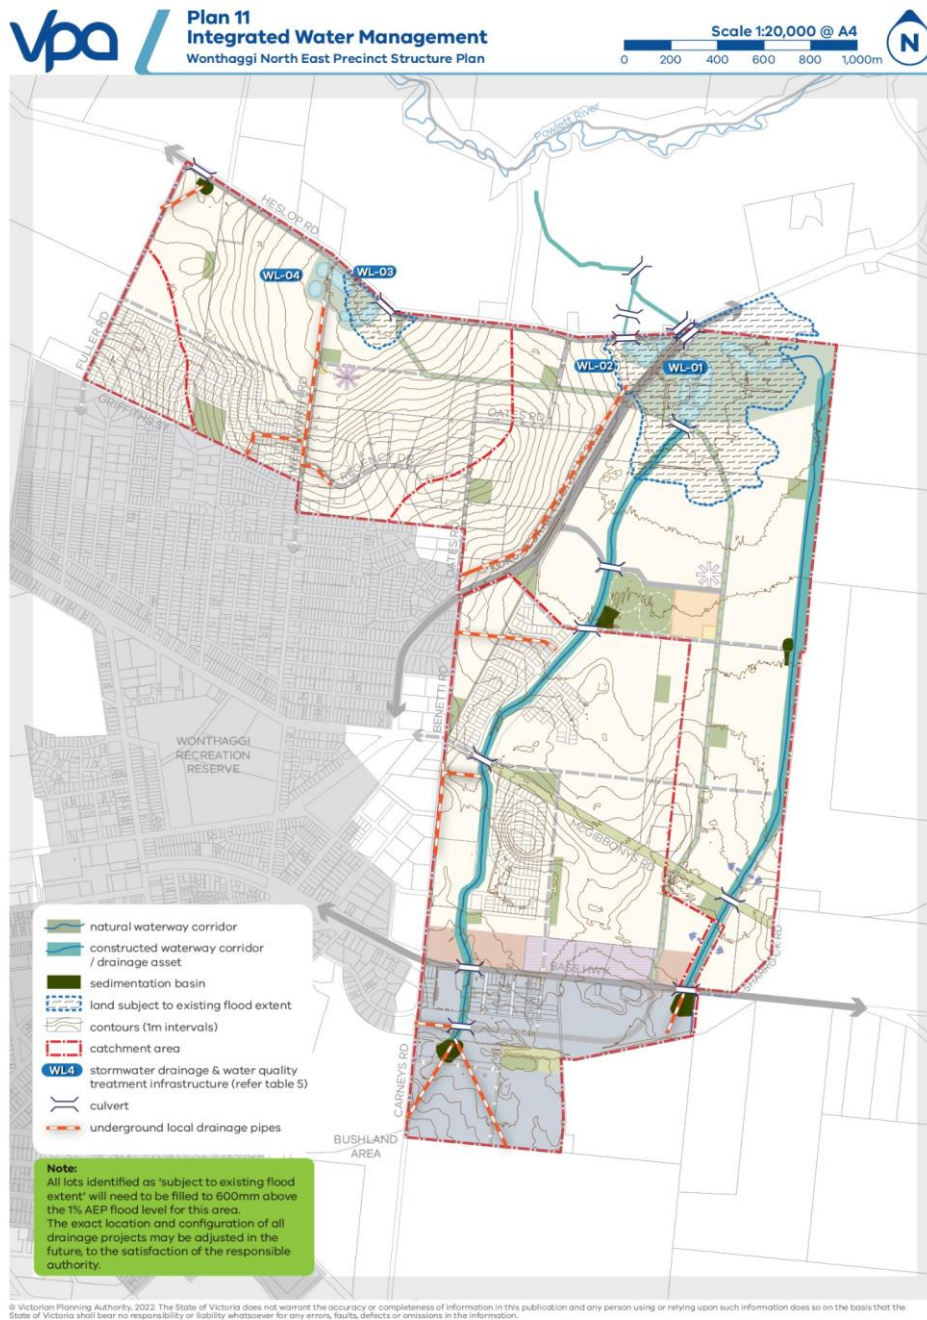 vpa
Plan 11
Integrated Water Management
Wonthaggi North East Precinct Structure Plan
Scale 1:20,000 @ A4
0 200 400 600 800 1,000m
N
Powlett River
HESLOP RD
WL-04
WL-03
FULLER RD
WL-02
WL-01
GRIFFITHS ST
OATES RD
REGENCY DR
OATES RD
BENETTI RD
WONTHAGGI
RECREATION
RESERVE
McGIBBONYS RD
BASS HWY
CARNEYS RD
BUSHLAND
AREA
natural waterway corridor
constructed waterway corridor
/ drainage asset
sedimentation basin
land subject to existing flood extent
contours (1m intervals)
catchment area
WL4
stormwater drainage & water quality
treatment infrastructure (refer table 5)
culvert
underground local drainage pipes
Note:
All lots identified as 'subject to existing flood
extent' will need to be filled to 600mm above
the 1% AEP flood level for this area.
The exact location and configuration of all
drainage projects may be adjusted in the
future, to the satisfaction of the responsible
authority.
© Victorian Planning Authority, 2022. The State of Victoria does not warrant the accuracy or completeness of information in this publication and any person using or relying upon such information does so on the basis that the
State of Victoria shall bear no responsibility or liability whatsoever for any errors, faults, defects or omissions in the information.